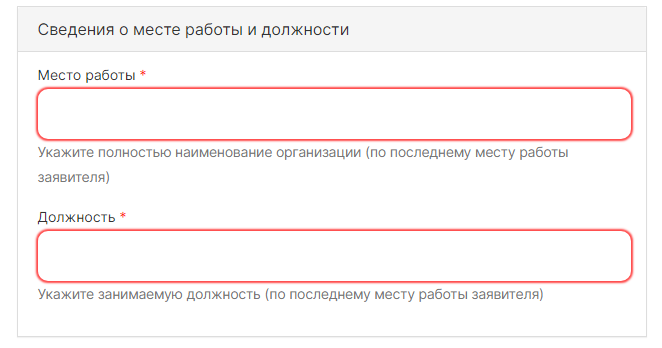 Сведения о месте работы и должности
Место работы *
Укажите полностью наименование организации (по последнему месту работы
заявителя)
Должность *
Укажите занимаемую должность (по последнему месту работы заявителя)